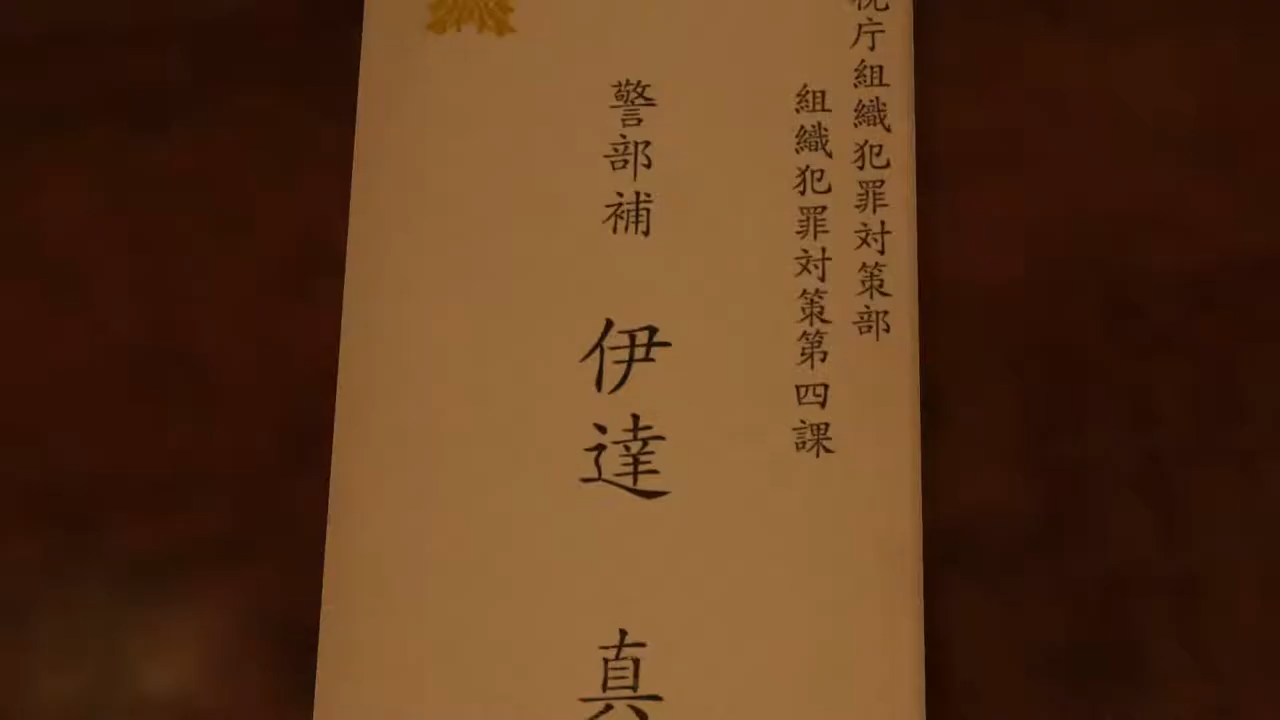 視庁組織犯罪対策部
組織犯罪対策第四課
警部補 伊達 真